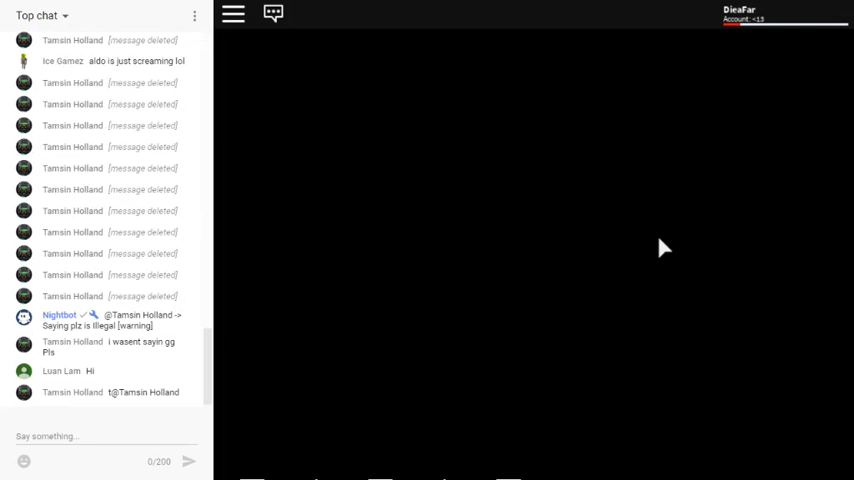 Top chat
Tamsin Holland [message deleted]
Ice Gamez aldo is just screaming lol
Tamsin Holland [message deleted]
Tamsin Holland [message deleted]
Tamsin Holland [message deleted]
Tamsin Holland [message deleted]
Tamsin Holland [message deleted]
Tamsin Holland [message deleted]
Tamsin Holland [message deleted]
Tamsin Holland [message deleted]
Tamsin Holland [message deleted]
Tamsin Holland [message deleted]
Tamsin Holland [message deleted]
Nightbot @Tamsin Holland ->
Saying plz is Illegal [warning]
Tamsin Holland i wasent sayin gg
Pls
Luan Lam Hi
Tamsin Holland t@Tamsin Holland
Say something...
0/200
DieaFar
Account: <13